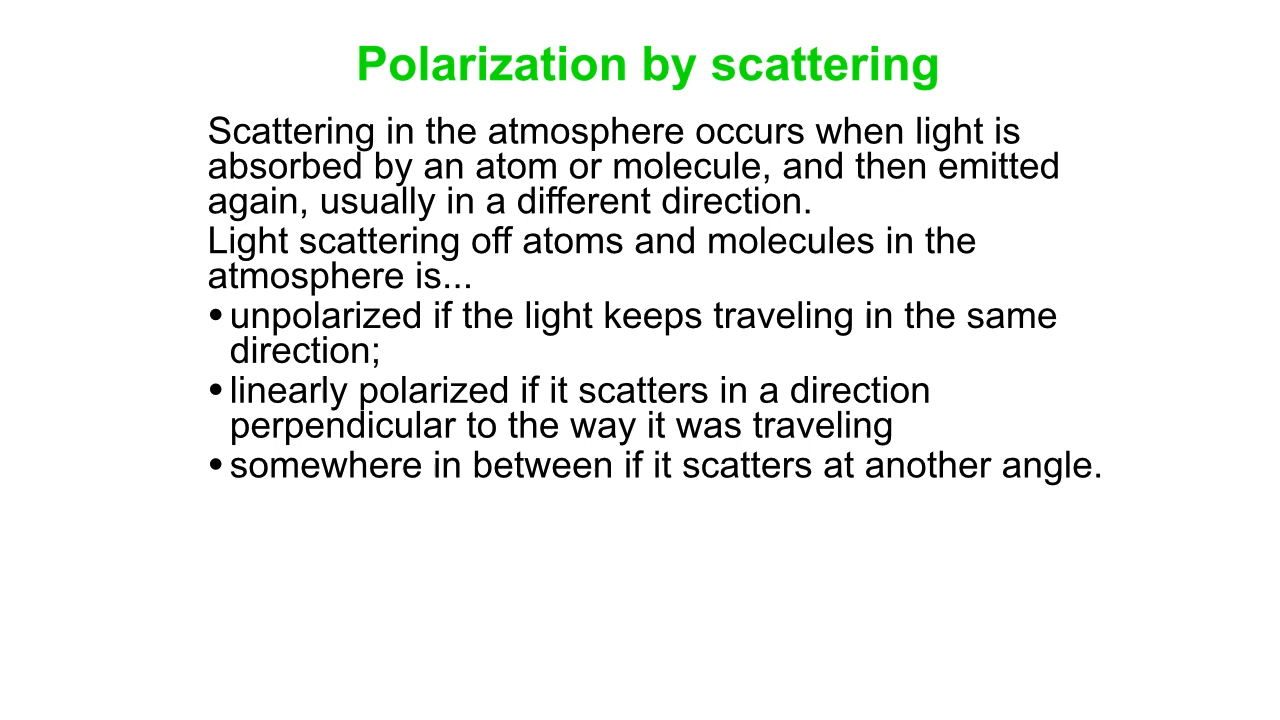 Polarization by scattering
Scattering in the atmosphere occurs when light is
absorbed by an atom or molecule, and then emitted
again, usually in a different direction.
Light scattering off atoms and molecules in the
atmosphere is...
• unpolarized if the light keeps traveling in the same
direction;
• linearly polarized if it scatters in a direction
perpendicular to the way it was traveling
• somewhere in between if it scatters at another angle.